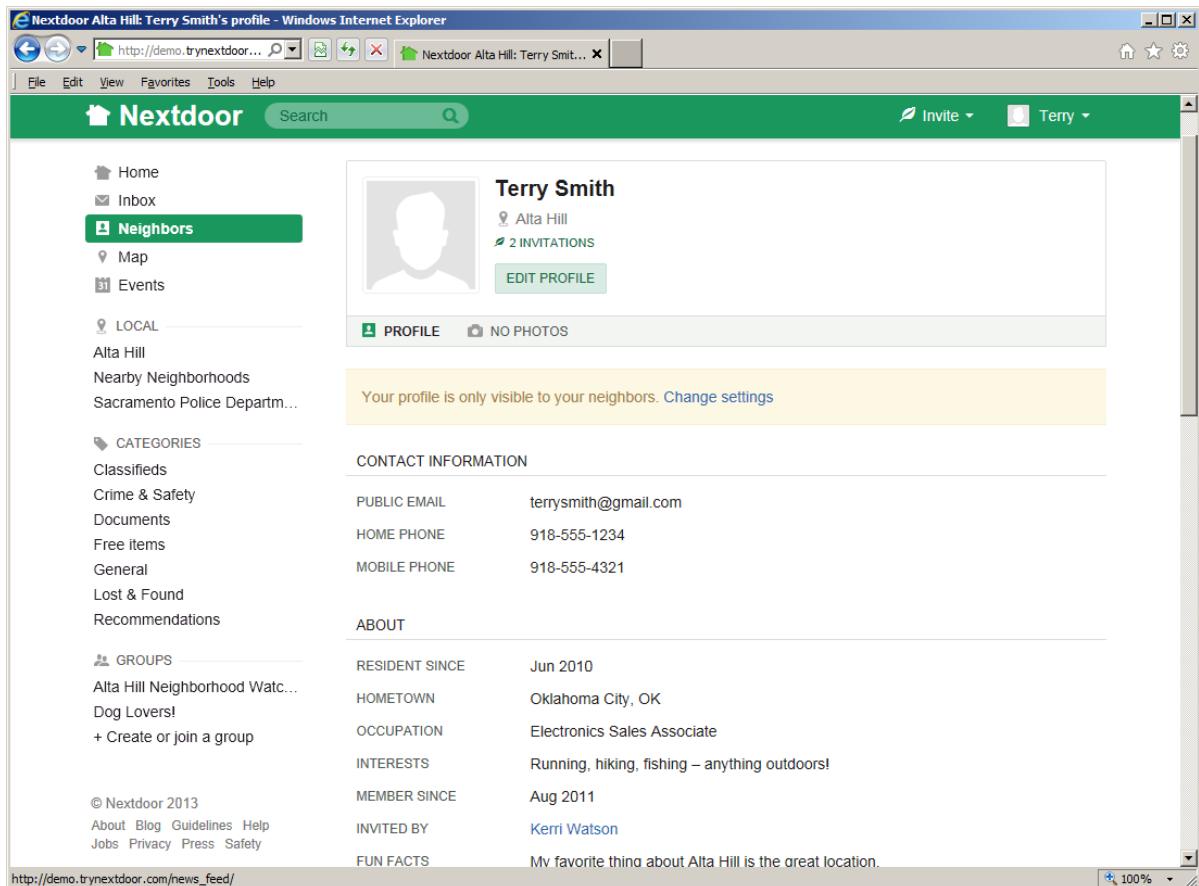 Nextdoor Alta Hill: Terry Smith's profile - Windows Internet Explorer
http://demo.trynextdoor...
Nextdoor Alta Hill: Terry Smit...
File Edit View Favorites Tools Help
Nextdoor Search Invite Terry
Home
Inbox
Neighbors
Map
31 Events
LOCAL
Alta Hill
Nearby Neighborhoods
Sacramento Police Departm...
CATEGORIES
Classifieds
Crime & Safety
Documents
Free items
General
Lost & Found
Recommendations
GROUPS
Alta Hill Neighborhood Watc...
Dog Lovers!
+ Create or join a group
© Nextdoor 2013
About Blog Guidelines Help
Jobs Privacy Press Safety
Terry Smith
Alta Hill
2 INVITATIONS
EDIT PROFILE
PROFILE NO PHOTOS
Your profile is only visible to your neighbors. Change settings
CONTACT INFORMATION
PUBLIC EMAIL terrysmith@gmail.com
HOME PHONE 918-555-1234
MOBILE PHONE 918-555-4321
ABOUT
RESIDENT SINCE Jun 2010
HOMETOWN Oklahoma City, OK
OCCUPATION Electronics Sales Associate
INTERESTS Running, hiking, fishing – anything outdoors!
MEMBER SINCE Aug 2011
INVITED BY Kerri Watson
FUN FACTS My favorite thing about Alta Hill is the great location.
http://demo.trynextdoor.com/news_feed/
100%